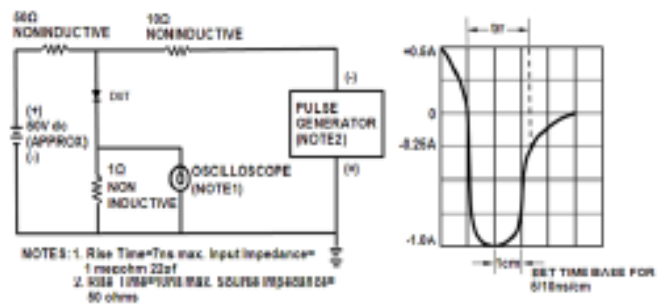 50Ω
NONINDUCTIVE
10Ω
NONINDUCTIVE
DUT
(+)
50V dc
(APPROX)
(-)
1Ω
NON
INDUCTIVE
OSCILLOSCOPE
(NOTE1)
(-)
PULSE
GENERATOR
(NOTE2)
(+)
NOTES: 1. Rise Time=7ns max. Input Impedance=
1 megohm 22pf
2. Rise Time=10ns max. Source Impedance=
50 ohms
trr
+0.5A
0
-0.25A
-1.0A
1cm
SET TIME BASE FOR
5/10ns/cm